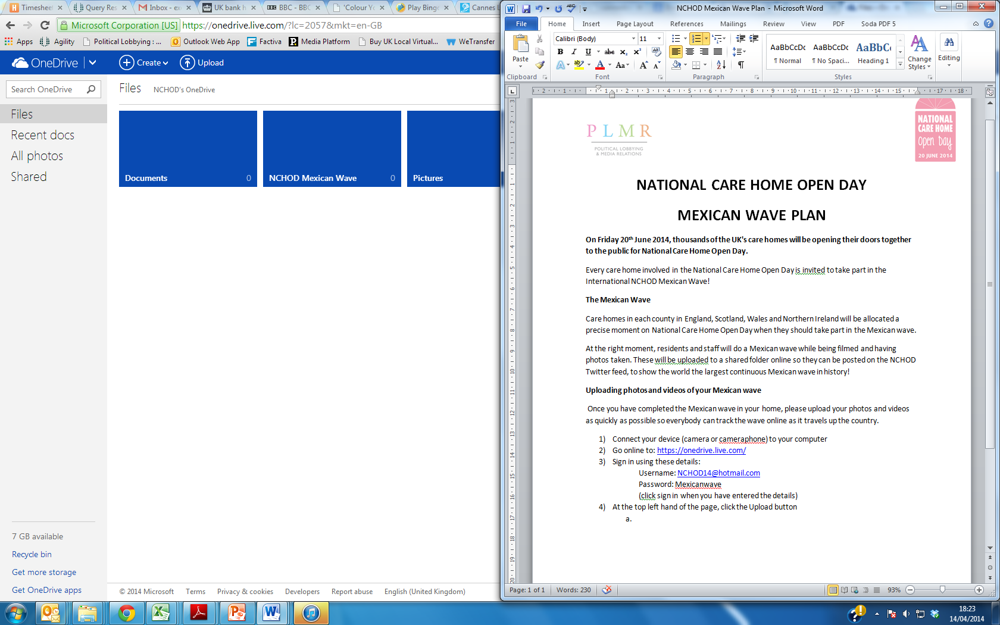 Timesheet
Query Res
Inbox - exe
UK bank h
BBC - BBC
'Colour Yo
Play Bingo
Cannes L
Microsoft Corporation [US] https://onedrive.live.com/?lc=2057&mkt=en-GB
Apps
Agility
Political Lobbying : ...
Outlook Web App
Factiva
Media Platform
Buy UK Local Virtual...
WeTransfer
OneDrive
Create
Upload
Search OneDrive
Files
Recent docs
All photos
Shared
Files NCHOD's OneDrive
Documents 0
NCHOD Mexican Wave 0
Pictures
7 GB available
Recycle bin
Get more storage
Get OneDrive apps
© 2014 Microsoft Terms Privacy & cookies Developers Report abuse English (United Kingdom)
NCHOD Mexican Wave Plan - Microsoft Word
File Home Insert Page Layout References Mailings Review View PDF Soda PDF 5
Paste
Clipboard
Calibri (Body) 11
Font
Paragraph
AaBbCcDc AaBbCcDc AaBbCc
¶ Normal ¶ No Spaci... Heading 1
Change Styles
Styles
Editing
PLMR
POLITICAL LOBBYING
& MEDIA RELATIONS
NATIONAL
CARE HOME
Open Day
20 JUNE 2014
NATIONAL CARE HOME OPEN DAY
MEXICAN WAVE PLAN
On Friday 20th June 2014, thousands of the UK's care homes will be opening their doors together
to the public for National Care Home Open Day.
Every care home involved in the National Care Home Open Day is invited to take part in the
International NCHOD Mexican Wave!
The Mexican Wave
Care homes in each county in England, Scotland, Wales and Northern Ireland will be allocated a
precise moment on National Care Home Open Day when they should take part in the Mexican wave.
At the right moment, residents and staff will do a Mexican wave while being filmed and having
photos taken. These will be uploaded to a shared folder online so they can be posted on the NCHOD
Twitter feed, to show the world the largest continuous Mexican wave in history!
Uploading photos and videos of your Mexican wave
Once you have completed the Mexican wave in your home, please upload your photos and videos
as quickly as possible so everybody can track the wave online as it travels up the country.
1) Connect your device (camera or cameraphone) to your computer
2) Go online to: https://onedrive.live.com/
3) Sign in using these details:
Username: NCHOD14@hotmail.com
Password: Mexicanwave
(click sign in when you have entered the details)
4) At the top left hand of the page, click the Upload button
a.
Page: 1 of 1 Words: 230
93%
18:23
14/04/2014